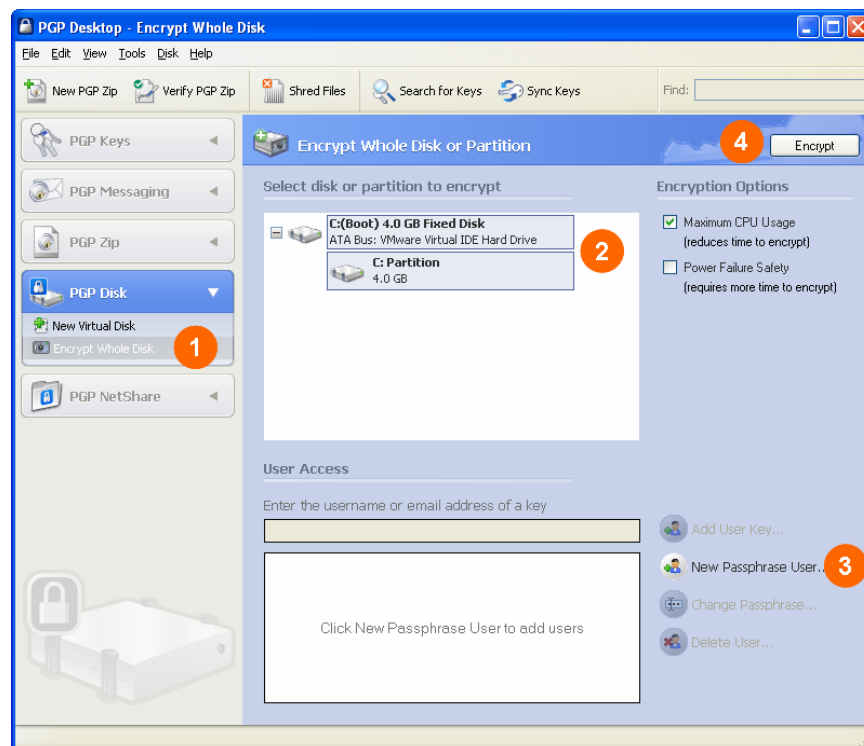 PGP Desktop - Encrypt Whole Disk
File Edit View Tools Disk Help
New PGP Zip Verify PGP Zip Shred Files Search for Keys Sync Keys Find:
PGP Keys
PGP Messaging
PGP Zip
PGP Disk
New Virtual Disk
Encrypt Whole Disk
1
PGP NetShare
Encrypt Whole Disk or Partition
4
Encrypt
Select disk or partition to encrypt
C:(Boot) 4.0 GB Fixed Disk
ATA Bus: VMware Virtual IDE Hard Drive
C: Partition
4.0 GB
2
Encryption Options
Maximum CPU Usage
(reduces time to encrypt)
Power Failure Safety
(requires more time to encrypt)
User Access
Enter the username or email address of a key
Click New Passphrase User to add users
Add User Key...
New Passphrase User...
3
Change Passphrase...
Delete User...